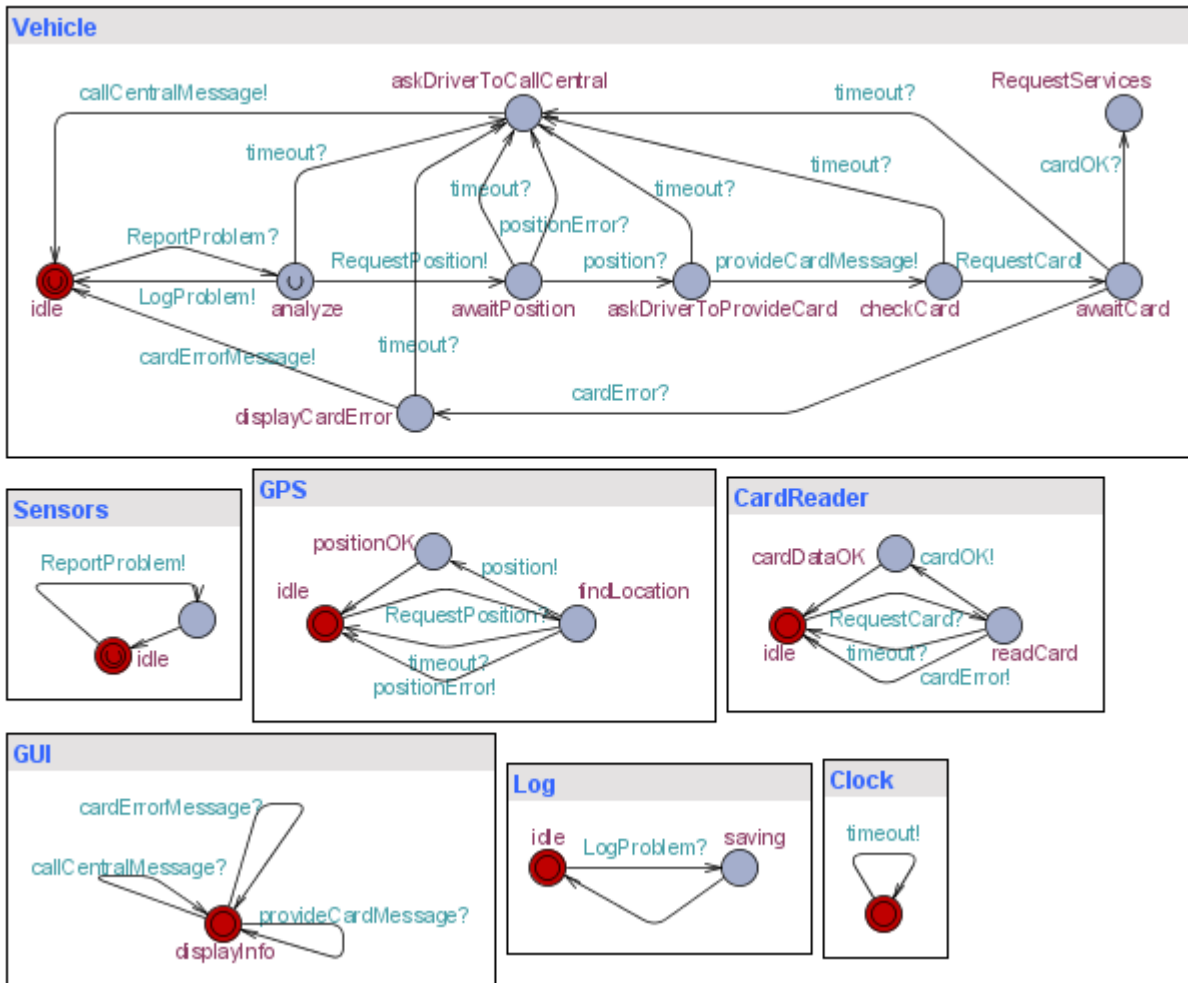 Vehicle
askDriverToCallCentral
RequestServices
callCentralMessage!
timeout?
timeout?
timeout?
cardOK?
timeout?
timeout?
positionError?
ReportProblem?
RequestPosition!
position?
provideCardMessage!
RequestCard!
LogProblem!
idle
analyze
awaitPosition
askDriverToProvideCard
checkCard
awaitCard
cardErrorMessage!
timeout?
cardError?
displayCardError
Sensors
ReportProblem!
idle
GPS
positionOK
position!
idle
findLocation
RequestPosition?
timeout?
positionError!
CardReader
cardDataOK
cardOK!
RequestCard?
idle
timeout?
readCard
cardError!
GUI
cardErrorMessage?
callCentralMessage?
provideCardMessage?
displayInfo
Log
idle
LogProblem?
saving
Clock
timeout!